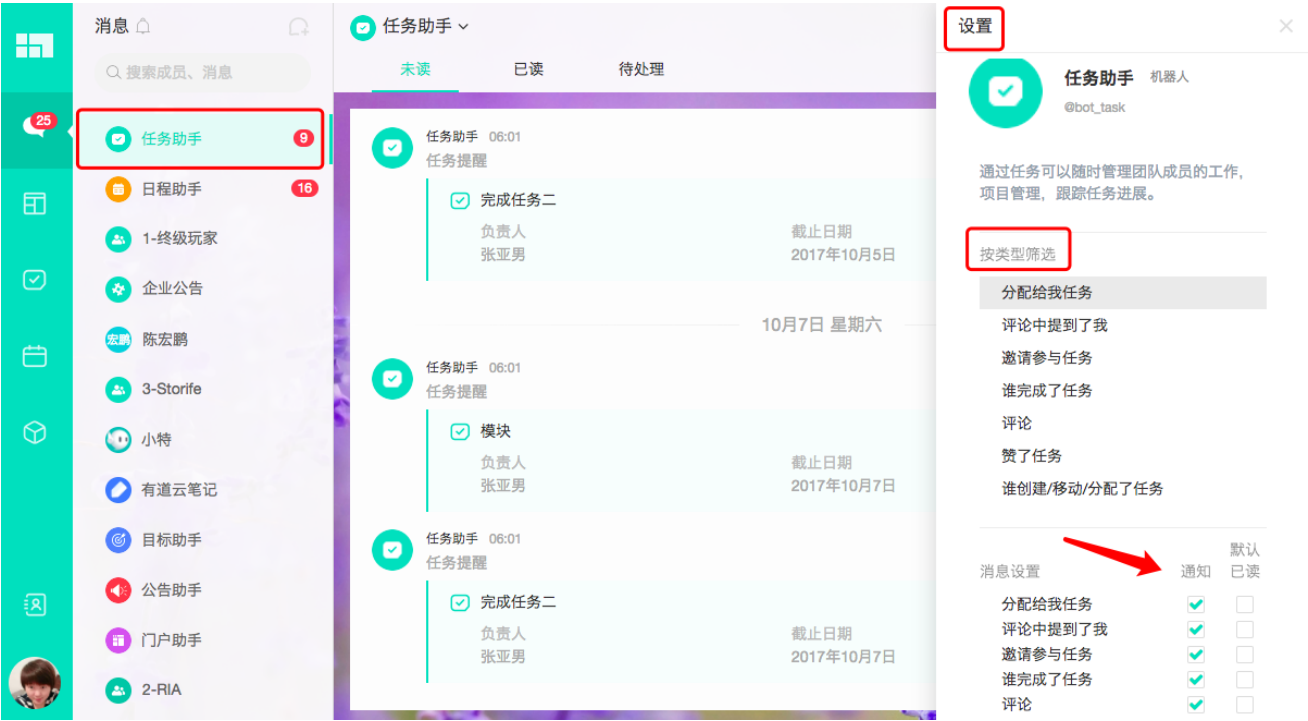 消息
搜索成员、消息
25
任务助手
9
日程助手
16
1-终级玩家
企业公告
宏鹏
陈宏鹏
3-Storife
小特
有道云笔记
目标助手
公告助手
门户助手
2-RIA
任务助手
未读
已读
待处理
任务助手 06:01
任务提醒
完成任务二
负责人
截止日期
张亚男
2017年10月5日
10月7日 星期六
任务助手 06:01
任务提醒
模块
负责人
截止日期
张亚男
2017年10月7日
任务助手 06:01
任务提醒
完成任务二
负责人
截止日期
张亚男
2017年10月7日
设置
任务助手 机器人
@bot_task
通过任务可以随时管理团队成员的工作,
项目管理，跟踪任务进展。
按类型筛选
分配给我任务
评论中提到了我
邀请参与任务
谁完成了任务
评论
赞了任务
谁创建/移动/分配了任务
消息设置
通知
默认
已读
分配给我任务
评论中提到了我
邀请参与任务
谁完成了任务
评论